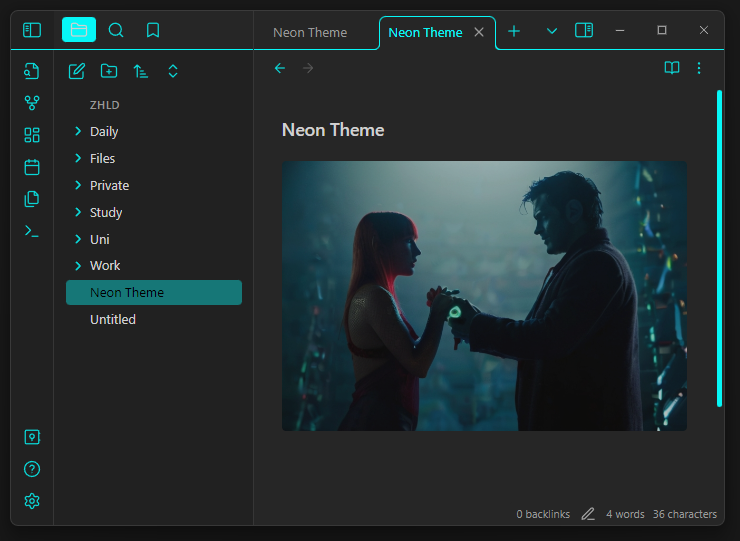 Neon Theme
Neon Theme
ZHLD
Daily
Files
Private
Study
Uni
Work
Neon Theme
Untitled
Neon Theme
0 backlinks
4 words
36 characters